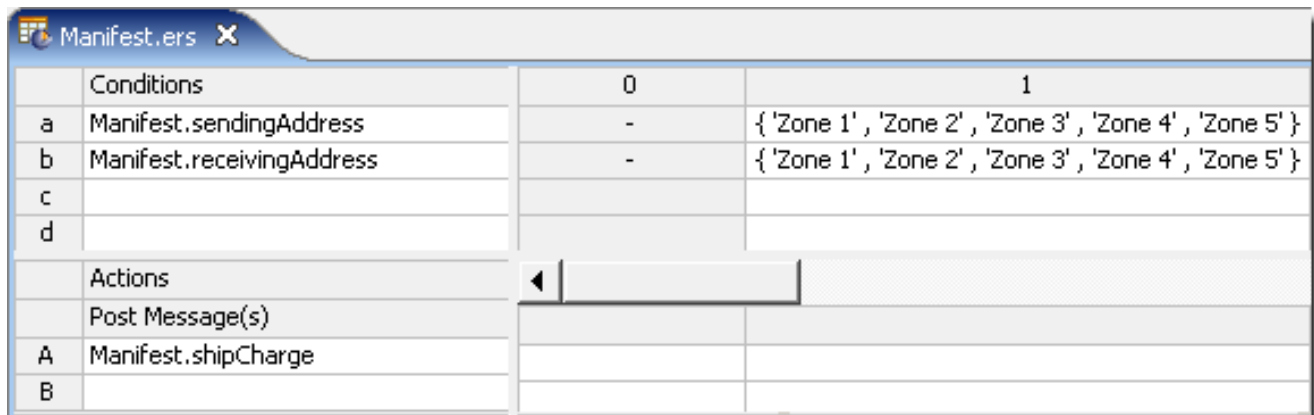 Manifest.ers
Conditions 0 1
a Manifest.sendingAddress - { 'Zone 1' , 'Zone 2' , 'Zone 3' , 'Zone 4' , 'Zone 5' }
b Manifest.receivingAddress - { 'Zone 1' , 'Zone 2' , 'Zone 3' , 'Zone 4' , 'Zone 5' }
c
d
Actions
Post Message(s)
A Manifest.shipCharge
B